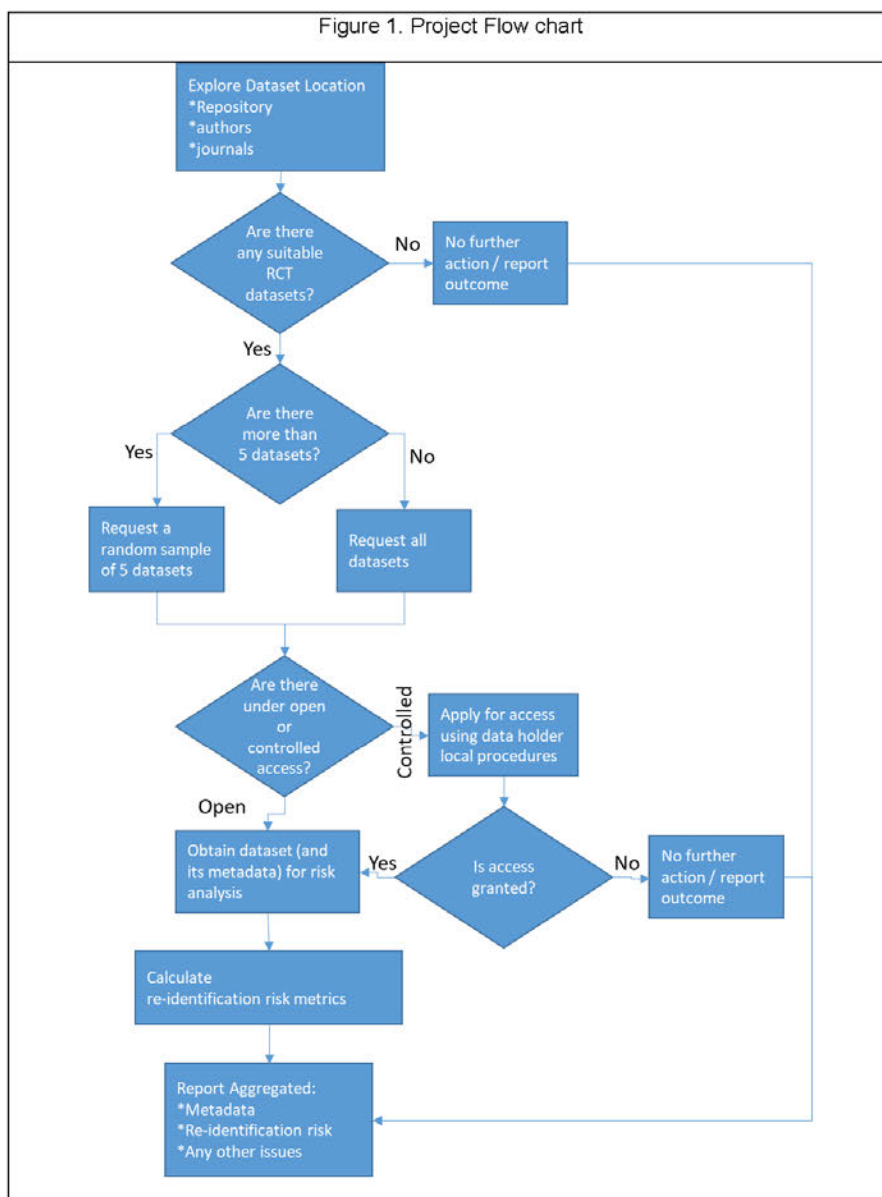 Figure 1. Project Flow chart
Explore Dataset Location
*Repository
*authors
*journals
Are there
any suitable
RCT
datasets?
No
No further
action / report
outcome
Yes
Are there
more than
5 datasets?
Yes
No
Request a
random sample
of 5 datasets
Request all
datasets
Are there
under open
or
controlled
access?
Controlled
Apply for access
using data holder
local procedures
Open
Obtain dataset (and
its metadata) for risk
analysis
Yes
Is access
granted?
No
No further
action / report
outcome
Calculate
re-identification risk metrics
Report Aggregated:
*Metadata
*Re-identification risk
*Any other issues